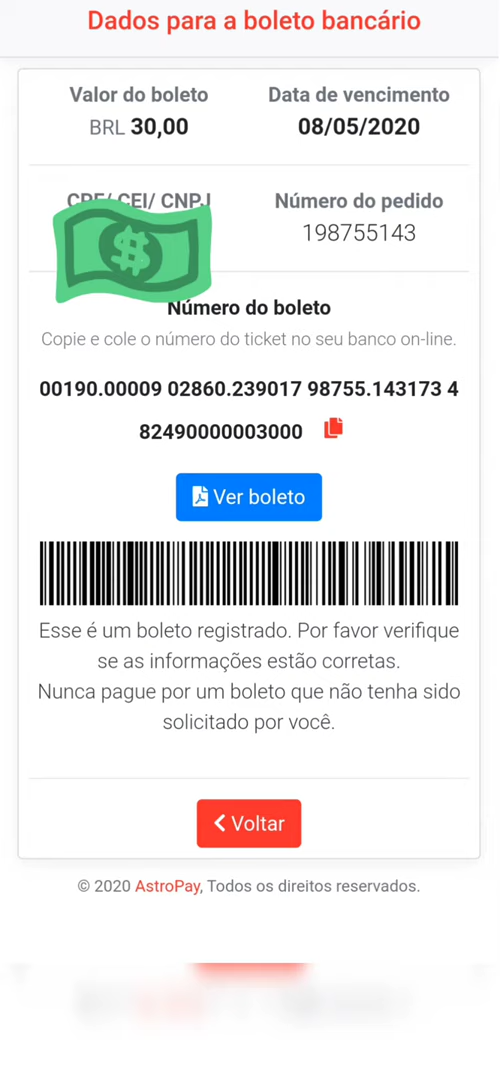 Dados para a boleto bancário
Valor do boleto
BRL 30,00
Data de vencimento
08/05/2020
CPF/ CEI/ CNPJ
Número do pedido
198755143
Número do boleto
Copie e cole o número do ticket no seu banco on-line.
00190.00009 02860.239017 98755.143173 4
82490000003000
Ver boleto
Esse é um boleto registrado. Por favor verifique
se as informações estão corretas.
Nunca pague por um boleto que não tenha sido
solicitado por você.
Voltar
© 2020 AstroPay, Todos os direitos reservados.